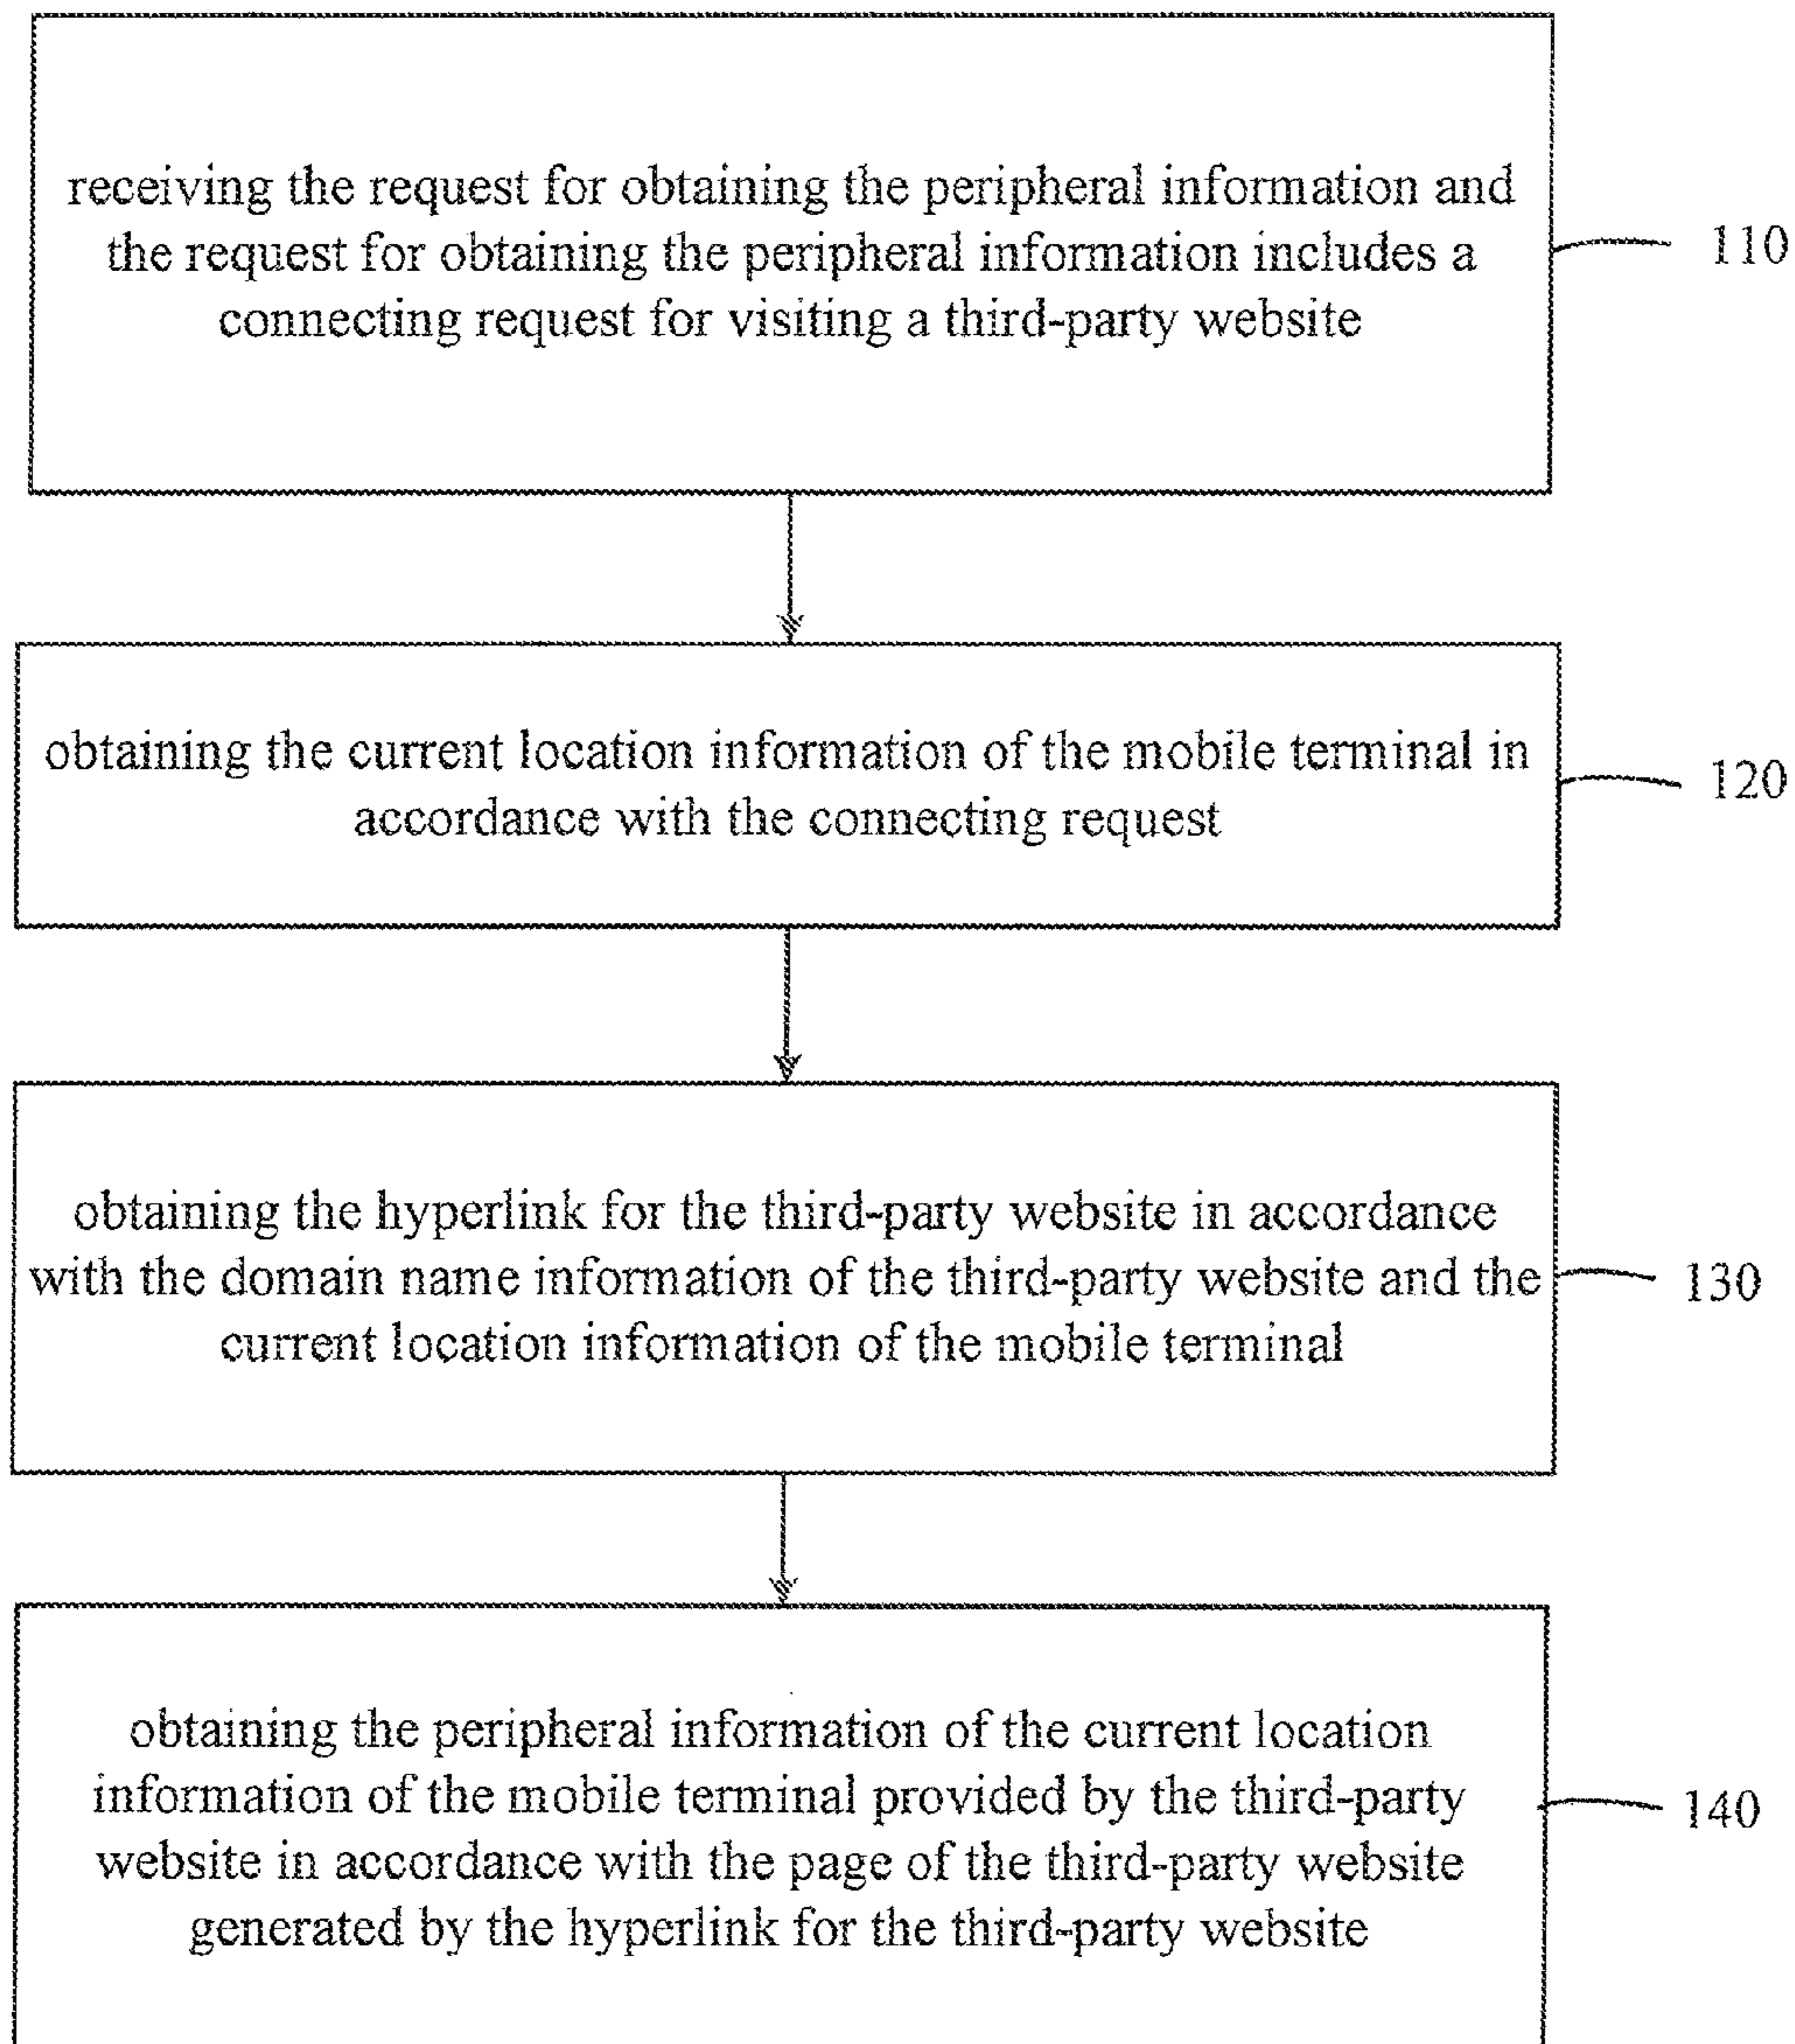 receiving the request for obtaining the peripheral information and
the request for obtaining the peripheral information includes a
connecting request for visiting a third-party website
110
obtaining the current location information of the mobile terminal in
accordance with the connecting request
120
obtaining the hyperlink for the third-party website in accordance
with the domain name information of the third-party website and the
current location information of the mobile terminal
130
obtaining the peripheral information of the current location
information of the mobile terminal provided by the third-party
website in accordance with the page of the third-party website
generated by the hyperlink for the third-party website
140